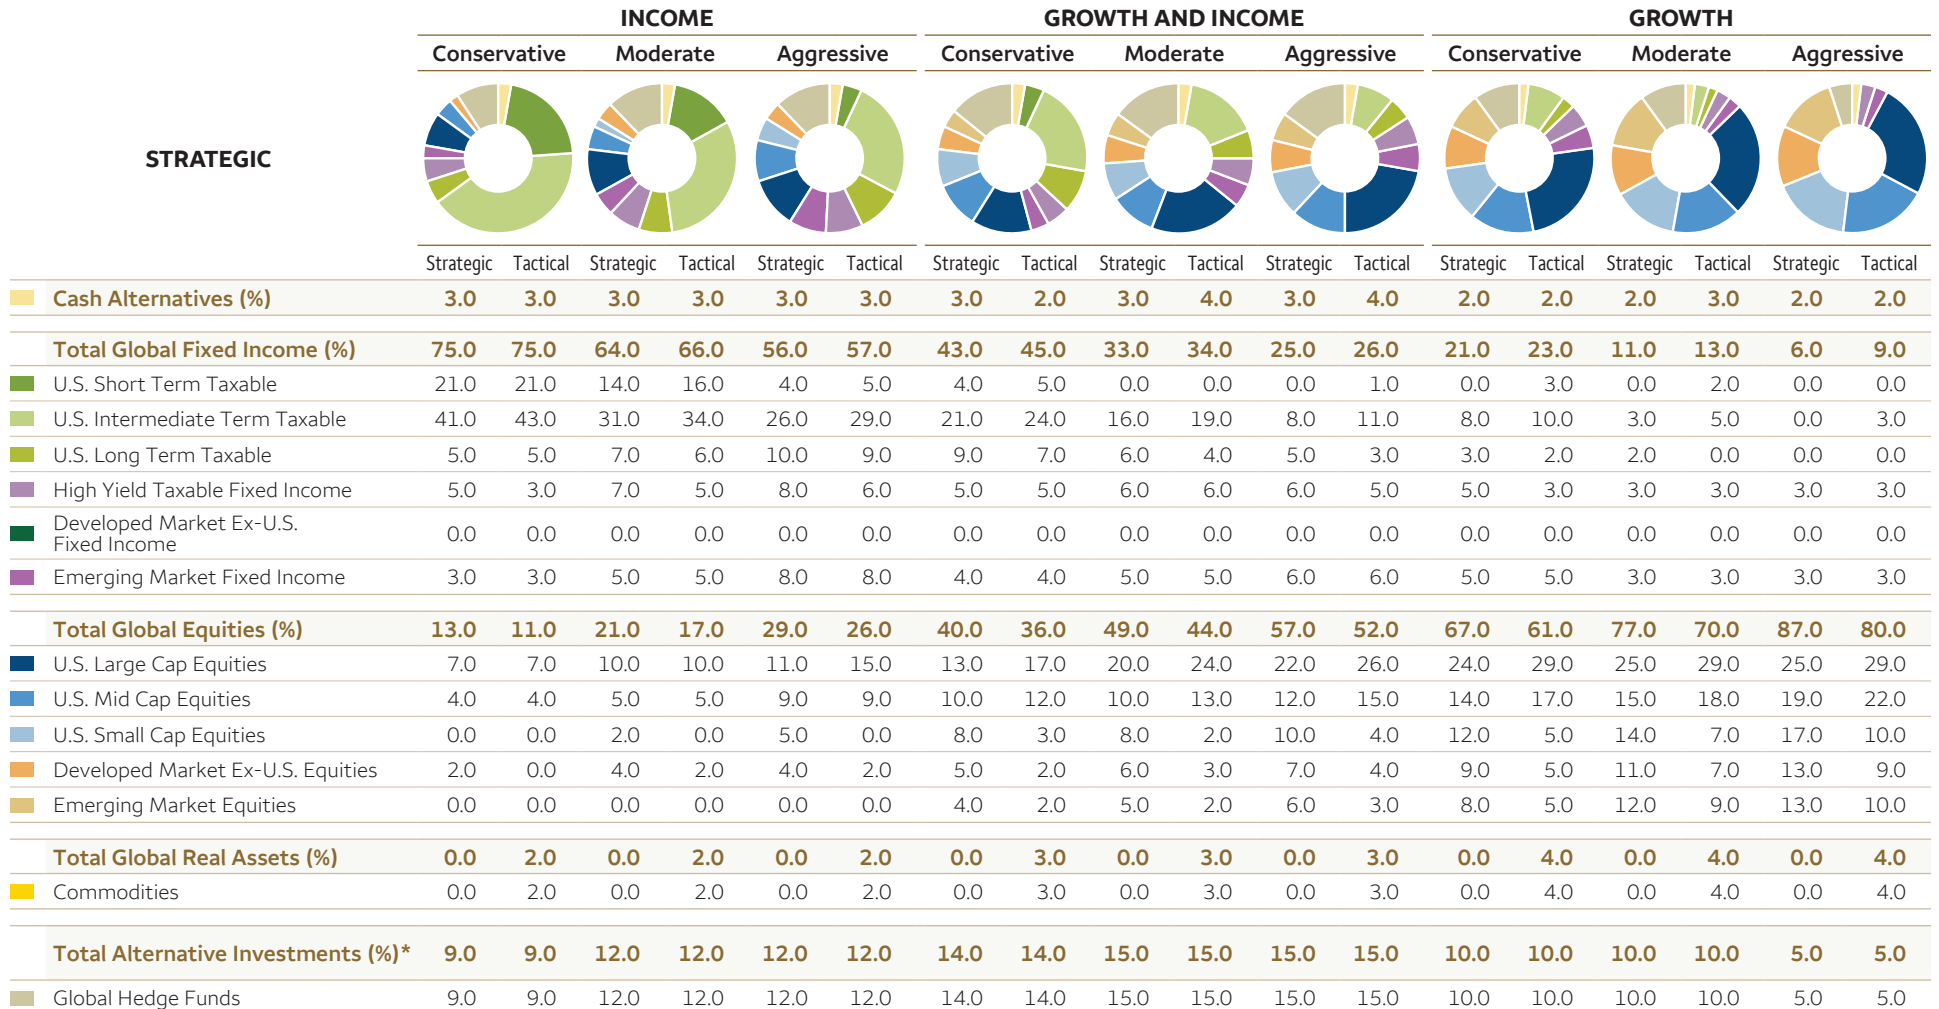 INCOME GROWTH AND INCOME GROWTH
Conservative Moderate Aggressive Conservative Moderate Aggressive Conservative Moderate Aggressive
STRATEGIC
Strategic Tactical Strategic Tactical Strategic Tactical Strategic Tactical Strategic Tactical Strategic Tactical Strategic Tactical Strategic Tactical Strategic Tactical
Cash Alternatives (%) 3.0 3.0 3.0 3.0 3.0 3.0 3.0 2.0 3.0 4.0 3.0 4.0 2.0 2.0 2.0 3.0 2.0 2.0
Total Global Fixed Income (%) 75.0 75.0 64.0 66.0 56.0 57.0 43.0 45.0 33.0 34.0 25.0 26.0 21.0 23.0 11.0 13.0 6.0 9.0
U.S. Short Term Taxable 21.0 21.0 14.0 16.0 4.0 5.0 4.0 5.0 0.0 0.0 0.0 1.0 0.0 3.0 0.0 2.0 0.0 0.0
U.S. Intermediate Term Taxable 41.0 43.0 31.0 34.0 26.0 29.0 21.0 24.0 16.0 19.0 8.0 11.0 8.0 10.0 3.0 5.0 0.0 3.0
U.S. Long Term Taxable 5.0 5.0 7.0 6.0 10.0 9.0 9.0 7.0 6.0 4.0 5.0 3.0 3.0 2.0 2.0 0.0 0.0 0.0
High Yield Taxable Fixed Income 5.0 3.0 7.0 5.0 8.0 6.0 5.0 5.0 6.0 6.0 6.0 5.0 5.0 3.0 3.0 3.0 3.0 3.0
Developed Market Ex-U.S.
Fixed Income 0.0 0.0 0.0 0.0 0.0 0.0 0.0 0.0 0.0 0.0 0.0 0.0 0.0 0.0 0.0 0.0 0.0 0.0
Emerging Market Fixed Income 3.0 3.0 5.0 5.0 8.0 8.0 4.0 4.0 5.0 5.0 6.0 6.0 5.0 5.0 3.0 3.0 3.0 3.0
Total Global Equities (%) 13.0 11.0 21.0 17.0 29.0 26.0 40.0 36.0 49.0 44.0 57.0 52.0 67.0 61.0 77.0 70.0 87.0 80.0
U.S. Large Cap Equities 7.0 7.0 10.0 10.0 11.0 15.0 13.0 17.0 20.0 24.0 22.0 26.0 24.0 29.0 25.0 29.0 25.0 29.0
U.S. Mid Cap Equities 4.0 4.0 5.0 5.0 9.0 9.0 10.0 12.0 10.0 13.0 12.0 15.0 14.0 17.0 15.0 18.0 19.0 22.0
U.S. Small Cap Equities 0.0 0.0 2.0 0.0 5.0 0.0 8.0 3.0 8.0 2.0 10.0 4.0 12.0 5.0 14.0 7.0 17.0 10.0
Developed Market Ex-U.S. Equities 2.0 0.0 4.0 2.0 4.0 2.0 5.0 2.0 6.0 3.0 7.0 4.0 9.0 5.0 11.0 7.0 13.0 9.0
Emerging Market Equities 0.0 0.0 0.0 0.0 0.0 0.0 4.0 2.0 5.0 2.0 6.0 3.0 8.0 5.0 12.0 9.0 13.0 10.0
Total Global Real Assets (%) 0.0 2.0 0.0 2.0 0.0 2.0 0.0 3.0 0.0 3.0 0.0 3.0 0.0 4.0 0.0 4.0 0.0 4.0
Commodities 0.0 2.0 0.0 2.0 0.0 2.0 0.0 3.0 0.0 3.0 0.0 3.0 0.0 4.0 0.0 4.0 0.0 4.0
Total Alternative Investments (%)* 9.0 9.0 12.0 12.0 12.0 12.0 14.0 14.0 15.0 15.0 15.0 15.0 10.0 10.0 10.0 10.0 5.0 5.0
Global Hedge Funds 9.0 9.0 12.0 12.0 12.0 12.0 14.0 14.0 15.0 15.0 15.0 15.0 10.0 10.0 10.0 10.0 5.0 5.0